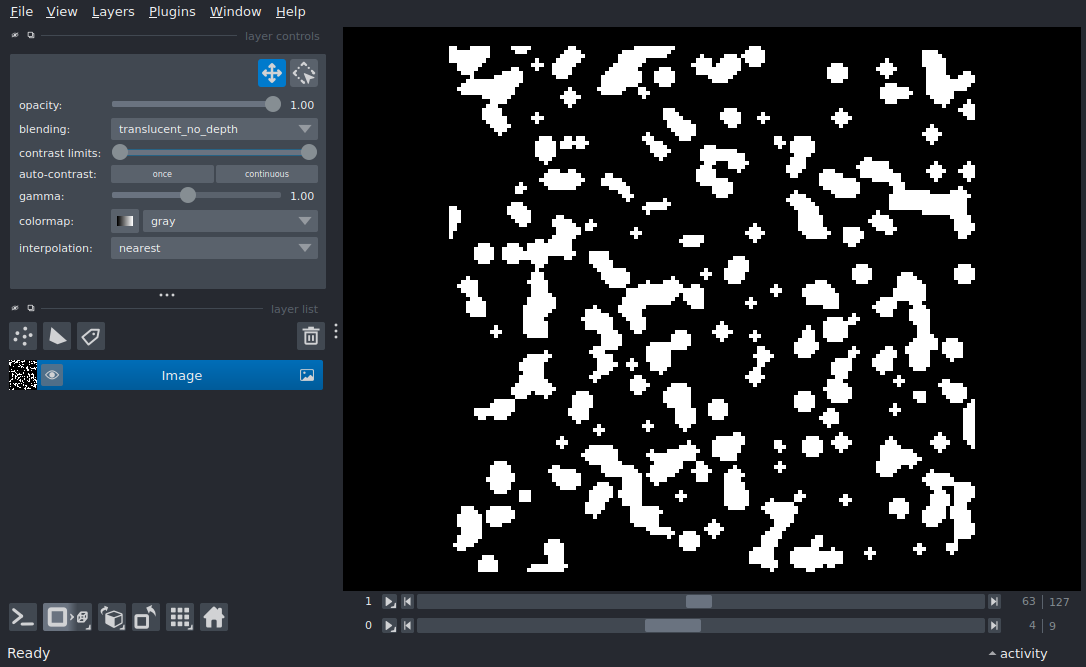 File View Layers Plugins Window Help
layer controls
opacity: 1.00
blending: translucent_no_depth
contrast limits:
auto-contrast: once continuous
gamma: 1.00
colormap: gray
interpolation: nearest
layer list
Image
1 63 127
0 4 9
Ready activity